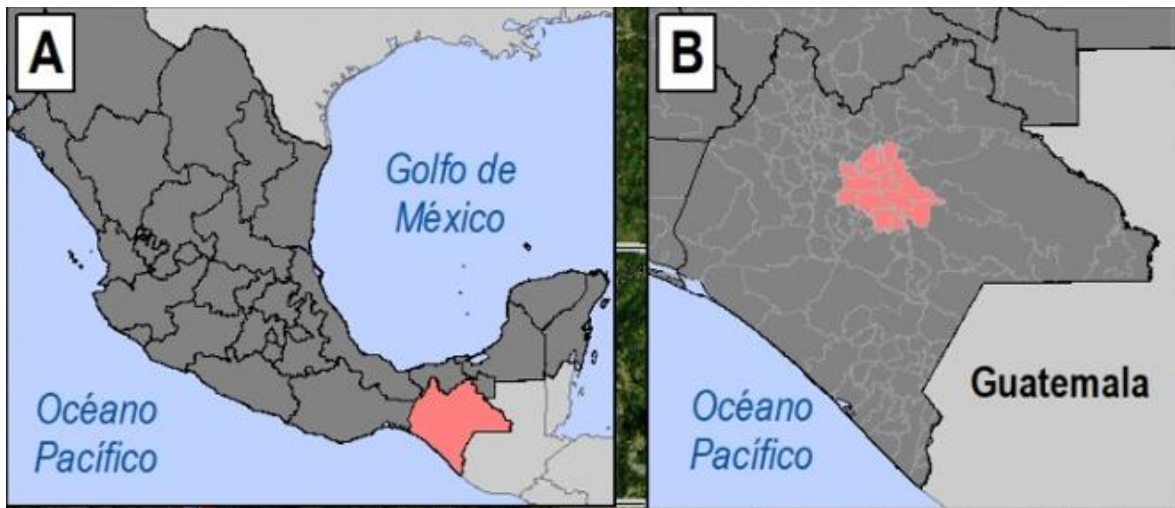 A
Golfo de
México
Océano
Pacífico
B
Guatemala
Océano
Pacífico